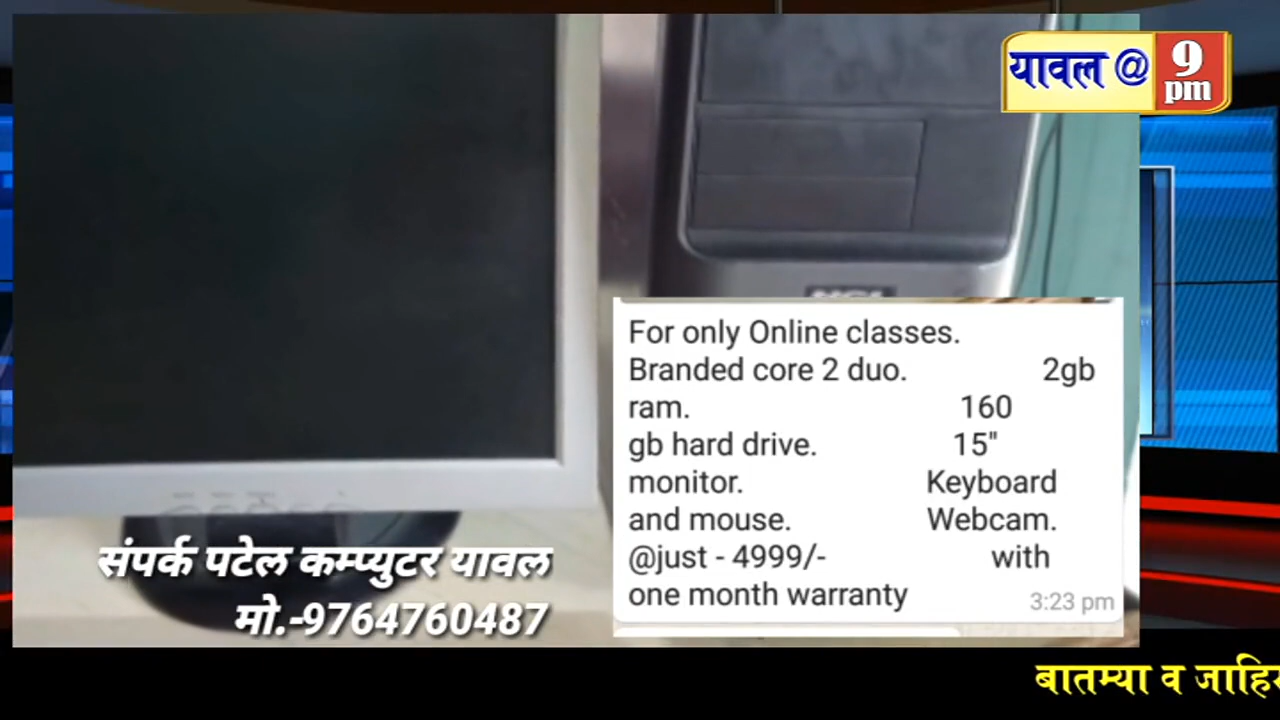 यावल @ 9
pm
For only Online classes.
Branded core 2 duo. 2gb
ram. 160
gb hard drive. 15"
monitor. Keyboard
and mouse. Webcam.
@just - 4999/- with
one month warranty
3:23 pm
संपर्क पटेल कम्प्युटर यावल
मो.-9764760487
बातम्या व